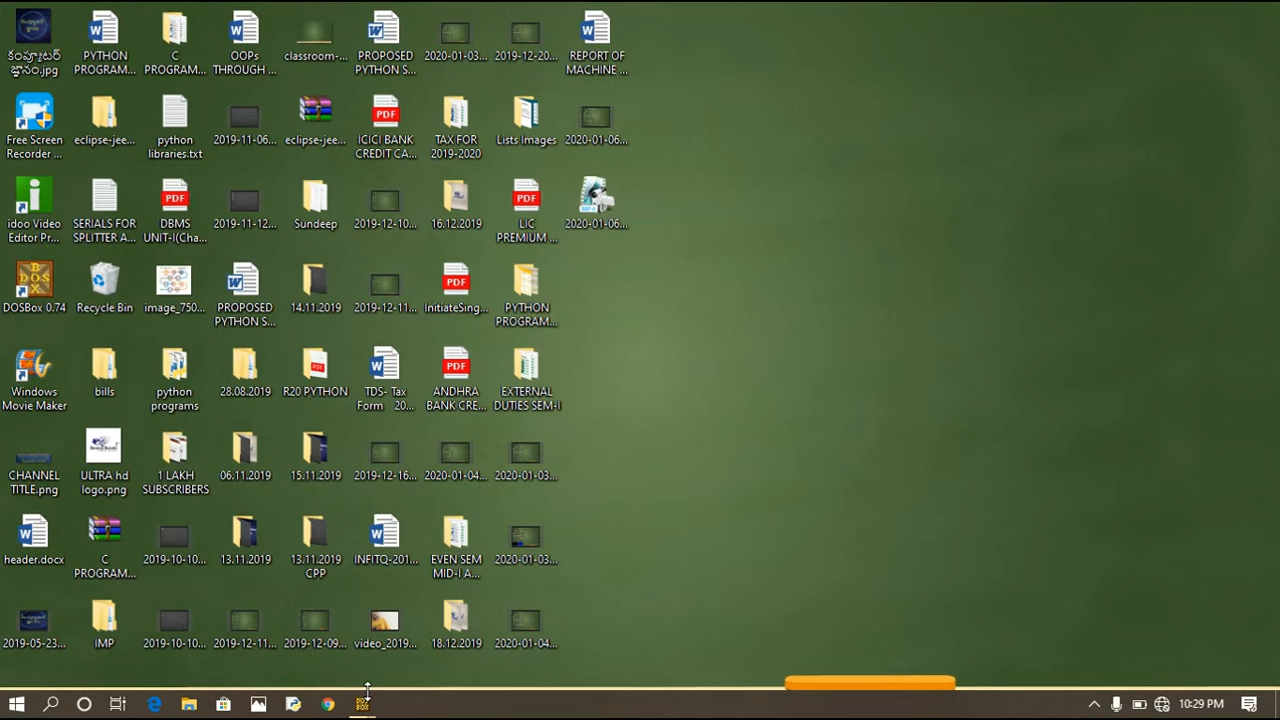 కంప్యూటర్
జ్ఞానం.jpg
PYTHON
PROGRAM...
C
PROGRAM...
OOPs
THROUGH ...
classroom-...
PROPOSED
PYTHON S...
2020-01-03...
2019-12-20...
REPORT OF
MACHINE ...
Free Screen
Recorder ...
eclipse-jee...
python
libraries.txt
2019-11-06...
eclipse-jee...
ICICI BANK
CREDIT CA...
TAX FOR
2019-2020
Lists Images
2020-01-06...
idoo Video
Editor Pr...
SERIALS FOR
SPLITTER A...
DBMS
UNIT-I(Cha...
2019-11-12...
Sundeep
2019-12-10...
16.12.2019
LIC
PREMIUM ...
2020-01-06...
DOSBox 0.74
Recycle Bin
image_750...
PROPOSED
PYTHON S...
14.11.2019
2019-12-11...
InitiateSing...
PYTHON
PROGRAM...
Windows
Movie Maker
bills
python
programs
28.08.2019
R20 PYTHON
TDS- Tax
Form 20...
ANDHRA
BANK CRE...
EXTERNAL
DUTIES SEM-I
CHANNEL
TITLE.png
ULTRA hd
logo.png
1 LAKH
SUBSCRIBERS
06.11.2019
15.11.2019
2019-12-16...
2020-01-04...
2020-01-03...
header.docx
C
PROGRAM...
2019-10-10...
13.11.2019
13.11.2019
CPP
INFITQ-201...
EVEN SEM
MID-I A...
2020-01-03...
2019-05-23...
IMP
2019-10-10...
2019-12-11...
2019-12-09...
video_2019...
18.12.2019
2020-01-04...
10:29 PM